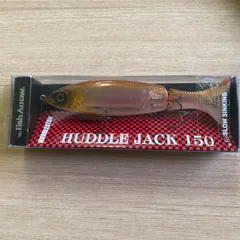 Fish Arrow
HUDDLE JACK 150
SLOW SINKING